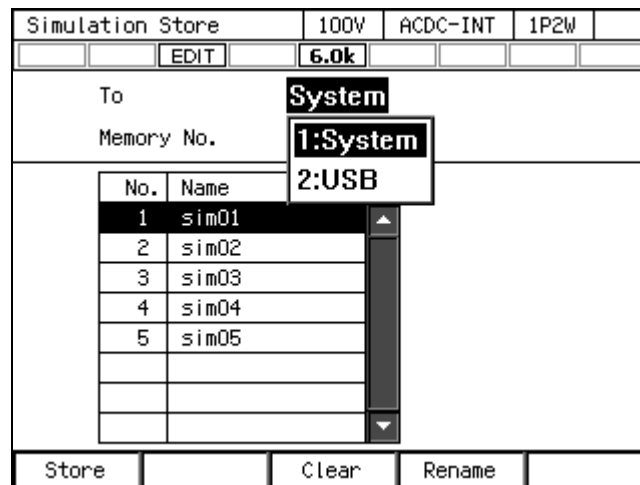 Simulation Store 100V ACDC-INT 1P2W
EDIT 6.0k
To System
Memory No. 1:System
2:USB
No. Name
1 sim01
2 sim02
3 sim03
4 sim04
5 sim05
Store Clear Rename